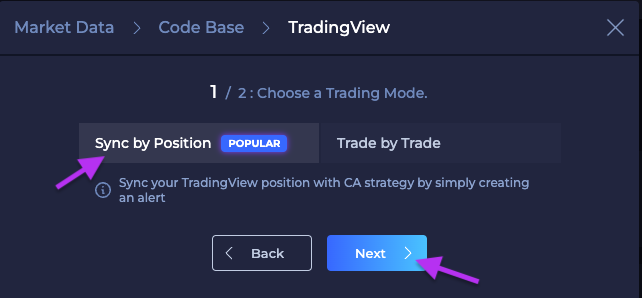 Market Data > Code Base > TradingView
1 / 2 : Choose a Trading Mode.
Sync by Position POPULAR Trade by Trade
Sync your TradingView position with CA strategy by simply creating
an alert
Back Next